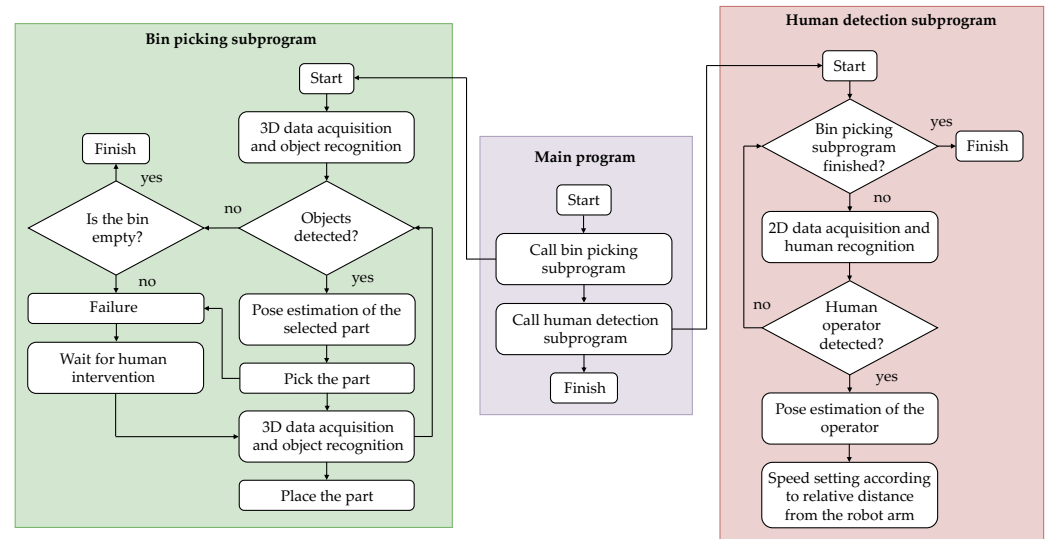 Bin picking subprogram
Start
3D data acquisition
and object recognition
Finish
yes
Is the bin
empty?
no
Objects
detected?
no
yes
Failure
Pose estimation of the
selected part
Wait for human
intervention
Pick the part
3D data acquisition
and object recognition
Place the part
Main program
Start
Call bin picking
subprogram
Call human detection
subprogram
Finish
Human detection subprogram
Start
Bin picking
subprogram
finished?
yes
Finish
no
2D data acquisition and
human recognition
no
Human
operator
detected?
yes
Pose estimation of the
operator
Speed setting according
to relative distance
from the robot arm